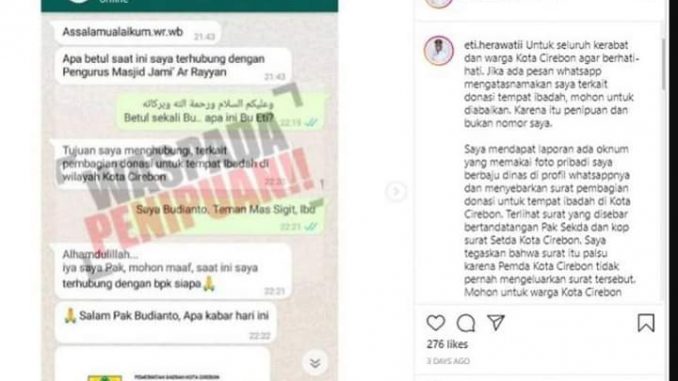 online
Assalamualaikum.wr.wb
21:43
Apa betul saat ini saya terhubung dengan
Pengurus Masjid Jami' Ar Rayyan
21:43
وعليكم السلام ورحمة الله وبركاته
Betul sekali Bu.. apa ini Bu Eti?
22:15
Tujuan saya menghubungi, terkait
pembagian donasi untuk tempat Ibadah di
wilayah Kota Cirebon
22:21
Saya Budianto, Teman Mas Sigit, Ibu
22:21
Alhamdulillah...
iya saya Pak, mohon maaf, saat ini saya
terhubung dengan bpk siapa🙏
22:21
🙏 Salam Pak Budianto, Apa kabar hari ini
22:22
PEMERINTAH DAERAH KOTA CIREBON
WASPADA
PENIPUAN!!
eti.herawatii Untuk seluruh kerabat
dan warga Kota Cirebon agar berhati-
hati. Jika ada pesan whatsapp
mengatasnamakan saya terkait
donasi tempat ibadah, mohon untuk
diabaikan. Karena itu penipuan dan
bukan nomor saya.
Saya mendapat laporan ada oknum
yang memakai foto pribadi saya
berbaju dinas di profil whatsappnya
dan menyebarkan surat pembagian
donasi untuk tempat ibadah di Kota
Cirebon. Terlihat surat yang disebar
bertandatangan Pak Sekda dan kop
surat Setda Kota Cirebon. Saya
tegaskan bahwa surat itu palsu
karena Pemda Kota Cirebon tidak
pernah mengeluarkan surat tersebut.
Mohon untuk warga Kota Cirebon
276 likes
3 DAYS AGO